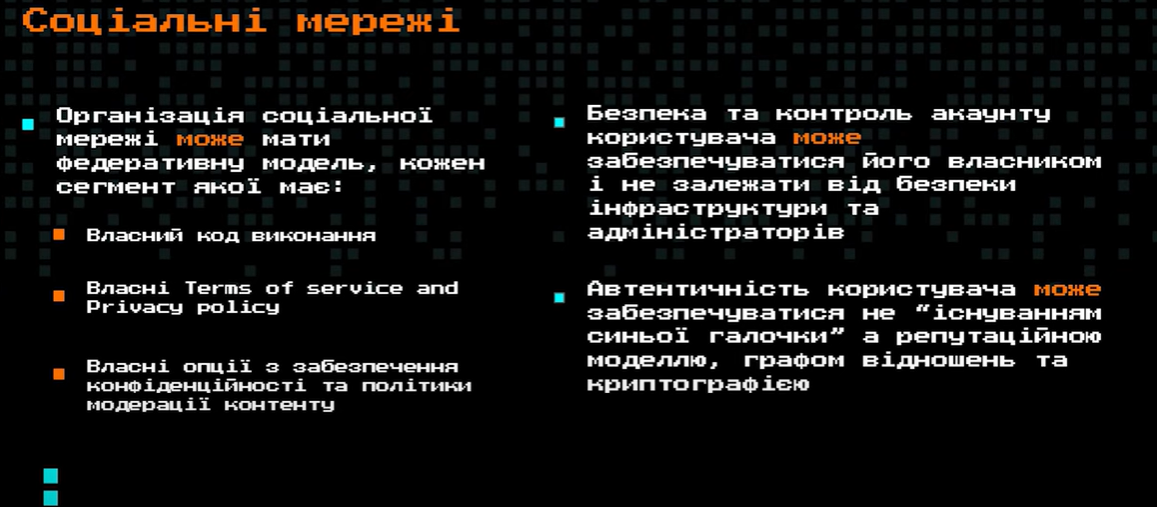 Соціальні мережі
Організація соціальної
мережі може мати
федеративну модель, кожен
сегмент якої має:
Власний код виконання
Власні Terms of service and
Privacy policy
Власні опції з забезпечення
конфіденційності та політики
модерації контенту
Безпека та контроль акаунту
користувача може
забезпечуватися його власником
і не залежати від безпеки
інфраструктури та
адміністраторів
Автентичність користувача може
забезпечуватися не “існуванням
синьої галочки” а репутаційною
моделлю, графом відношень та
криптографією